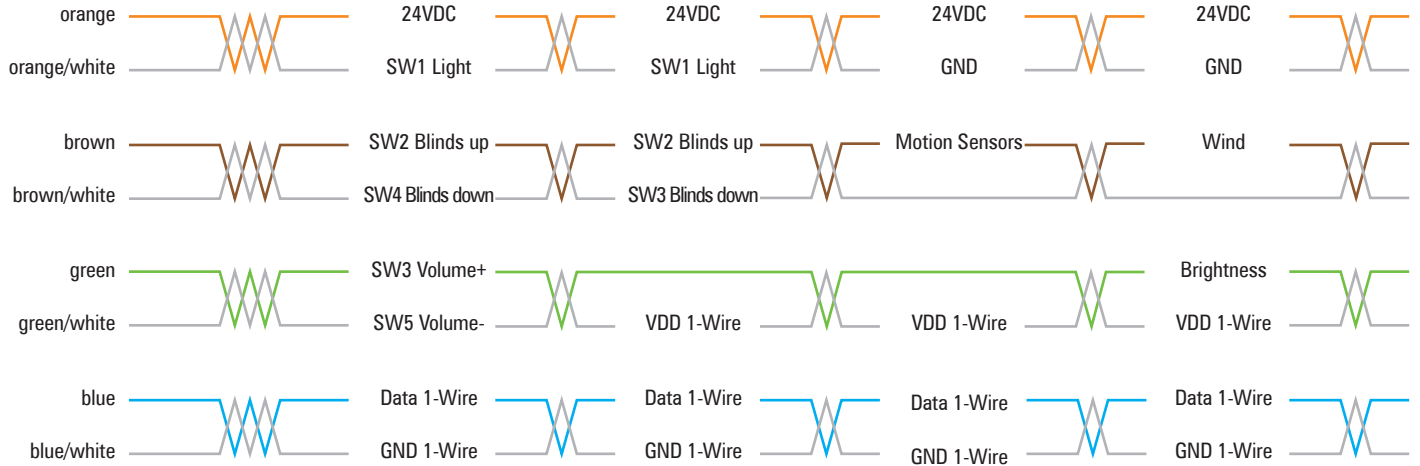 orange 24VDC 24VDC 24VDC 24VDC
orange/white SW1 Light SW1 Light GND GND
brown SW2 Blinds up SW2 Blinds up Motion Sensors Wind
brown/white SW4 Blinds down SW3 Blinds down
green SW3 Volume+ Brightness
green/white SW5 Volume- VDD 1-Wire VDD 1-Wire VDD 1-Wire
blue Data 1-Wire Data 1-Wire Data 1-Wire Data 1-Wire
blue/white GND 1-Wire GND 1-Wire GND 1-Wire GND 1-Wire